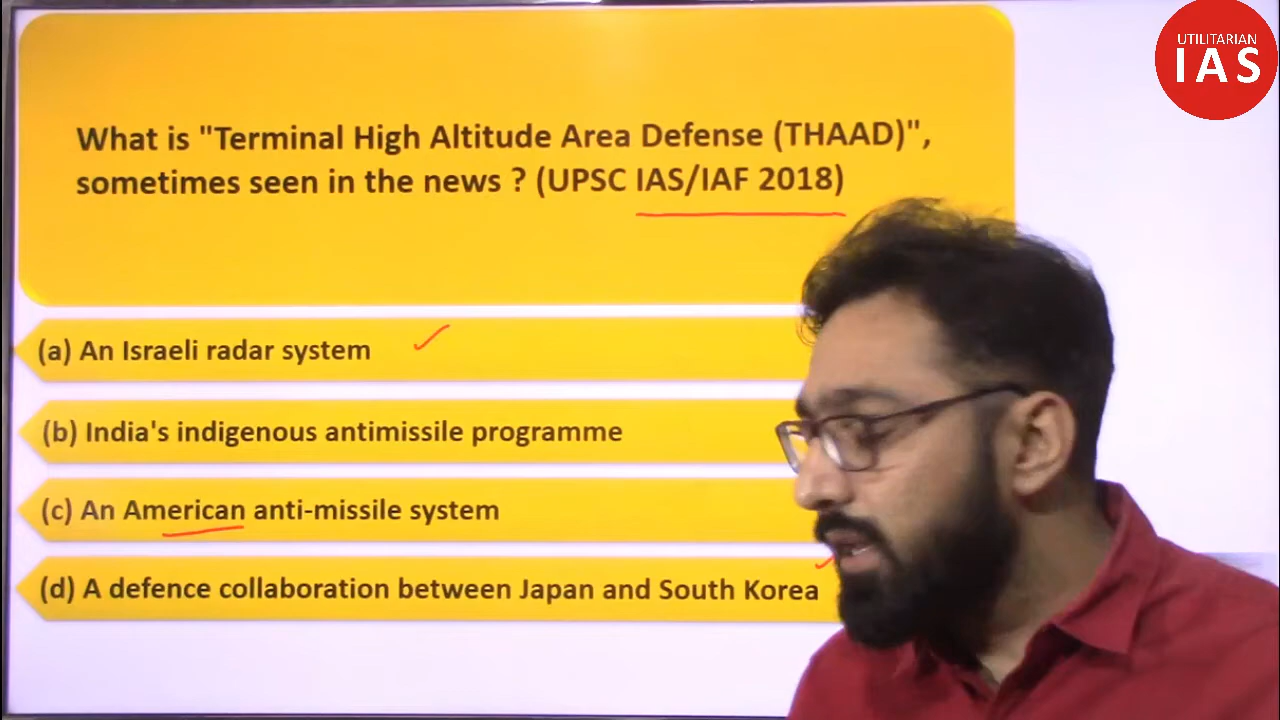 UTILITARIAN
IAS
What is "Terminal High Altitude Area Defense (THAAD)",
sometimes seen in the news ? (UPSC IAS/IAF 2018)
(a) An Israeli radar system
(b) India's indigenous antimissile programme
(c) An American anti-missile system
(d) A defence collaboration between Japan and South Korea